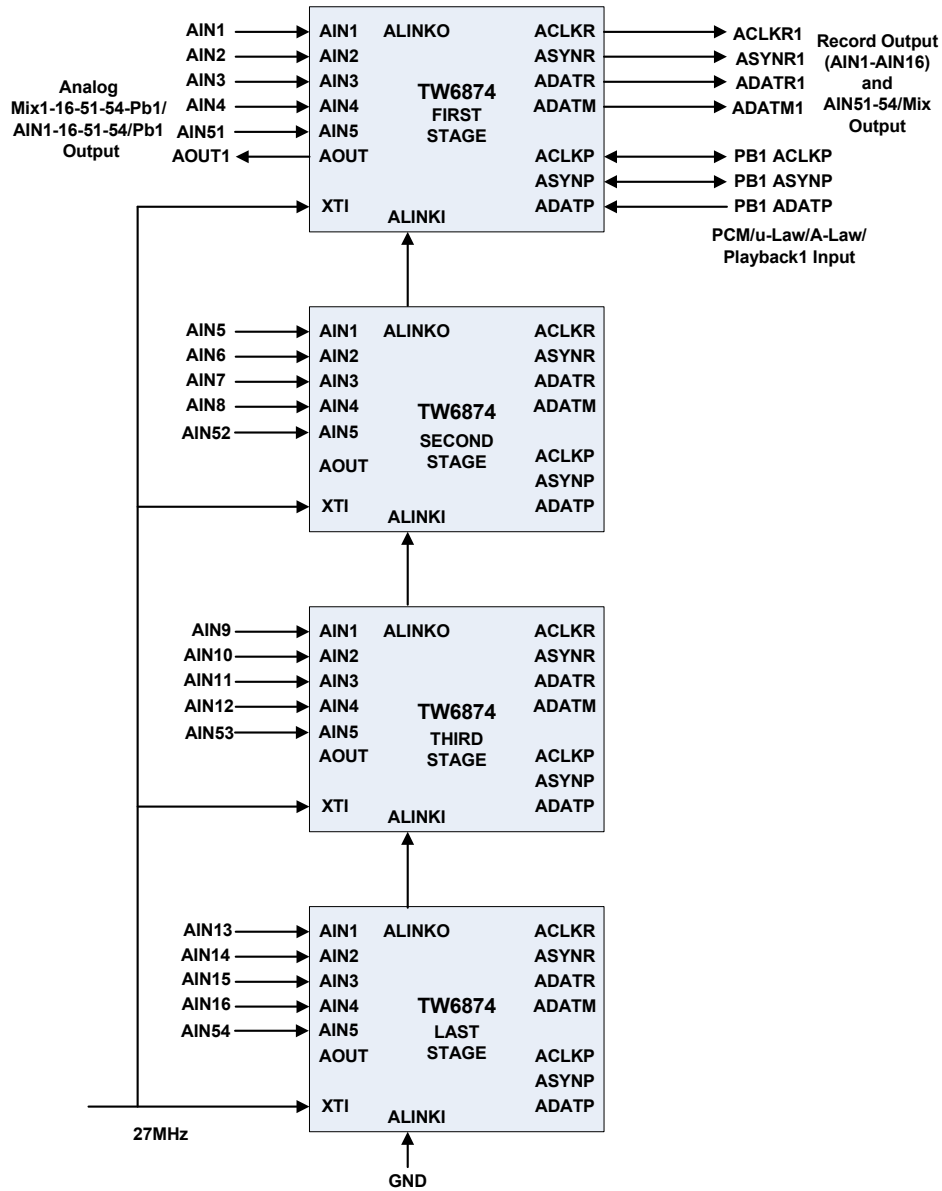 AIN1 AIN1 ALINKO ACLKR ACLKR1
AIN2 AIN2 ASYNR ASYNR1
AIN3 AIN3 ADATR ADATR1
AIN4 AIN4 ADATM ADATM1
AIN51 AIN5
AOUT1 AOUT ACLKP PB1 ACLKP
ASYNP PB1 ASYNP
XTI ADATP PB1 ADATP
ALINKI
TW6874
FIRST
STAGE
Analog
Mix1-16-51-54-Pb1/
AIN1-16-51-54/Pb1
Output
Record Output
(AIN1-AIN16)
and
AIN51-54/Mix
Output
PCM/u-Law/A-Law/
Playback1 Input
AIN5 AIN1 ALINKO ACLKR
AIN6 AIN2 ASYNR
AIN7 AIN3 ADATR
AIN8 AIN4 ADATM
AIN52 AIN5
TW6874
SECOND
STAGE
AOUT ACLKP
ASYNP
XTI ADATP
ALINKI
AIN9 AIN1 ALINKO ACLKR
AIN10 AIN2 ASYNR
AIN11 AIN3 ADATR
AIN12 AIN4 ADATM
AIN53 AIN5
TW6874
THIRD
STAGE
AOUT ACLKP
ASYNP
XTI ADATP
ALINKI
AIN13 AIN1 ALINKO ACLKR
AIN14 AIN2 ASYNR
AIN15 AIN3 ADATR
AIN16 AIN4 ADATM
AIN54 AIN5
TW6874
LAST
STAGE
AOUT ACLKP
ASYNP
XTI ADATP
ALINKI
27MHz
GND